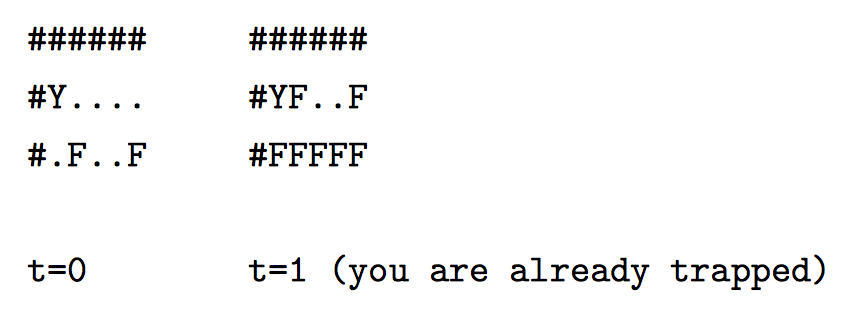 ###### ######
#Y.... #YF..F
#.F..F #FFFFF
t=0 t=1 (you are already trapped)